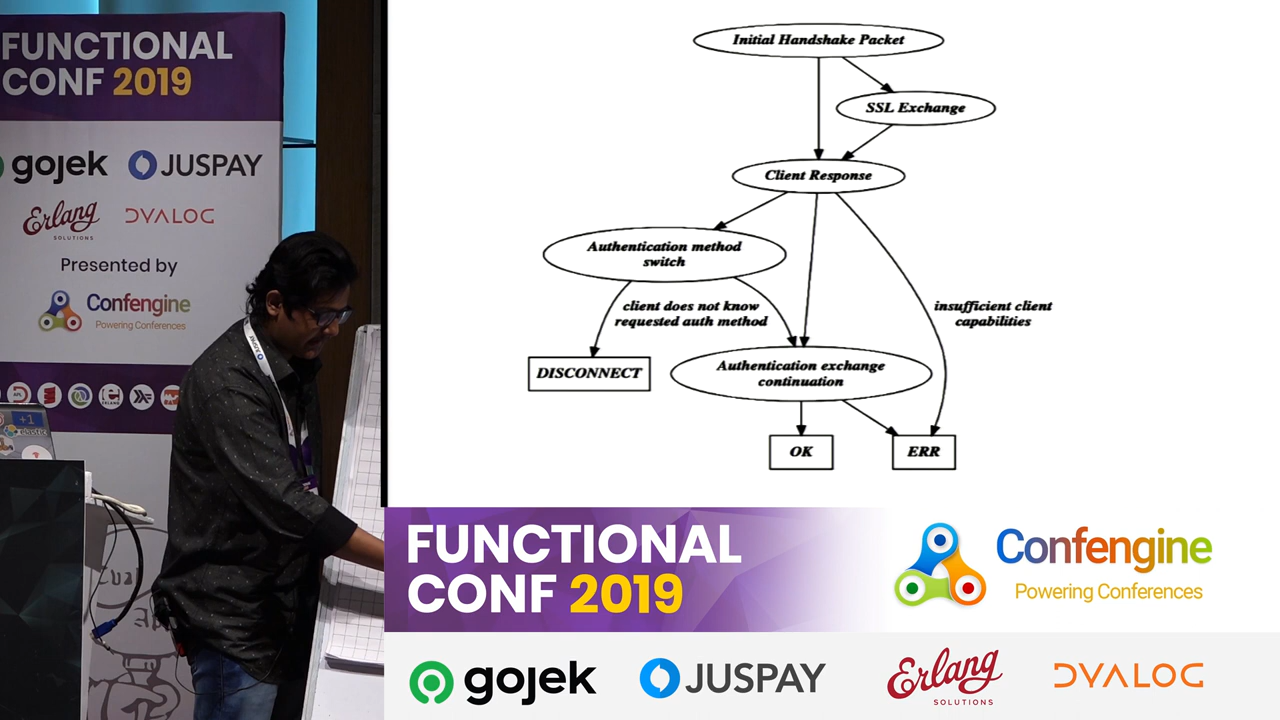 FUNCTIONAL
CONF 2019
gojek
JUSPAY
Erlang
SOLUTIONS
DYALOG
Presented by
Confengine
Powering Conferences
+1
elastic
Initial Handshake Packet
SSL Exchange
Client Response
Authentication method
switch
client does not know
requested auth method
insufficient client
capabilities
DISCONNECT
Authentication exchange
continuation
OK
ERR
FUNCTIONAL
CONF 2019
Confengine
Powering Conferences
gojek
JUSPAY
Erlang
SOLUTIONS
DYALOG